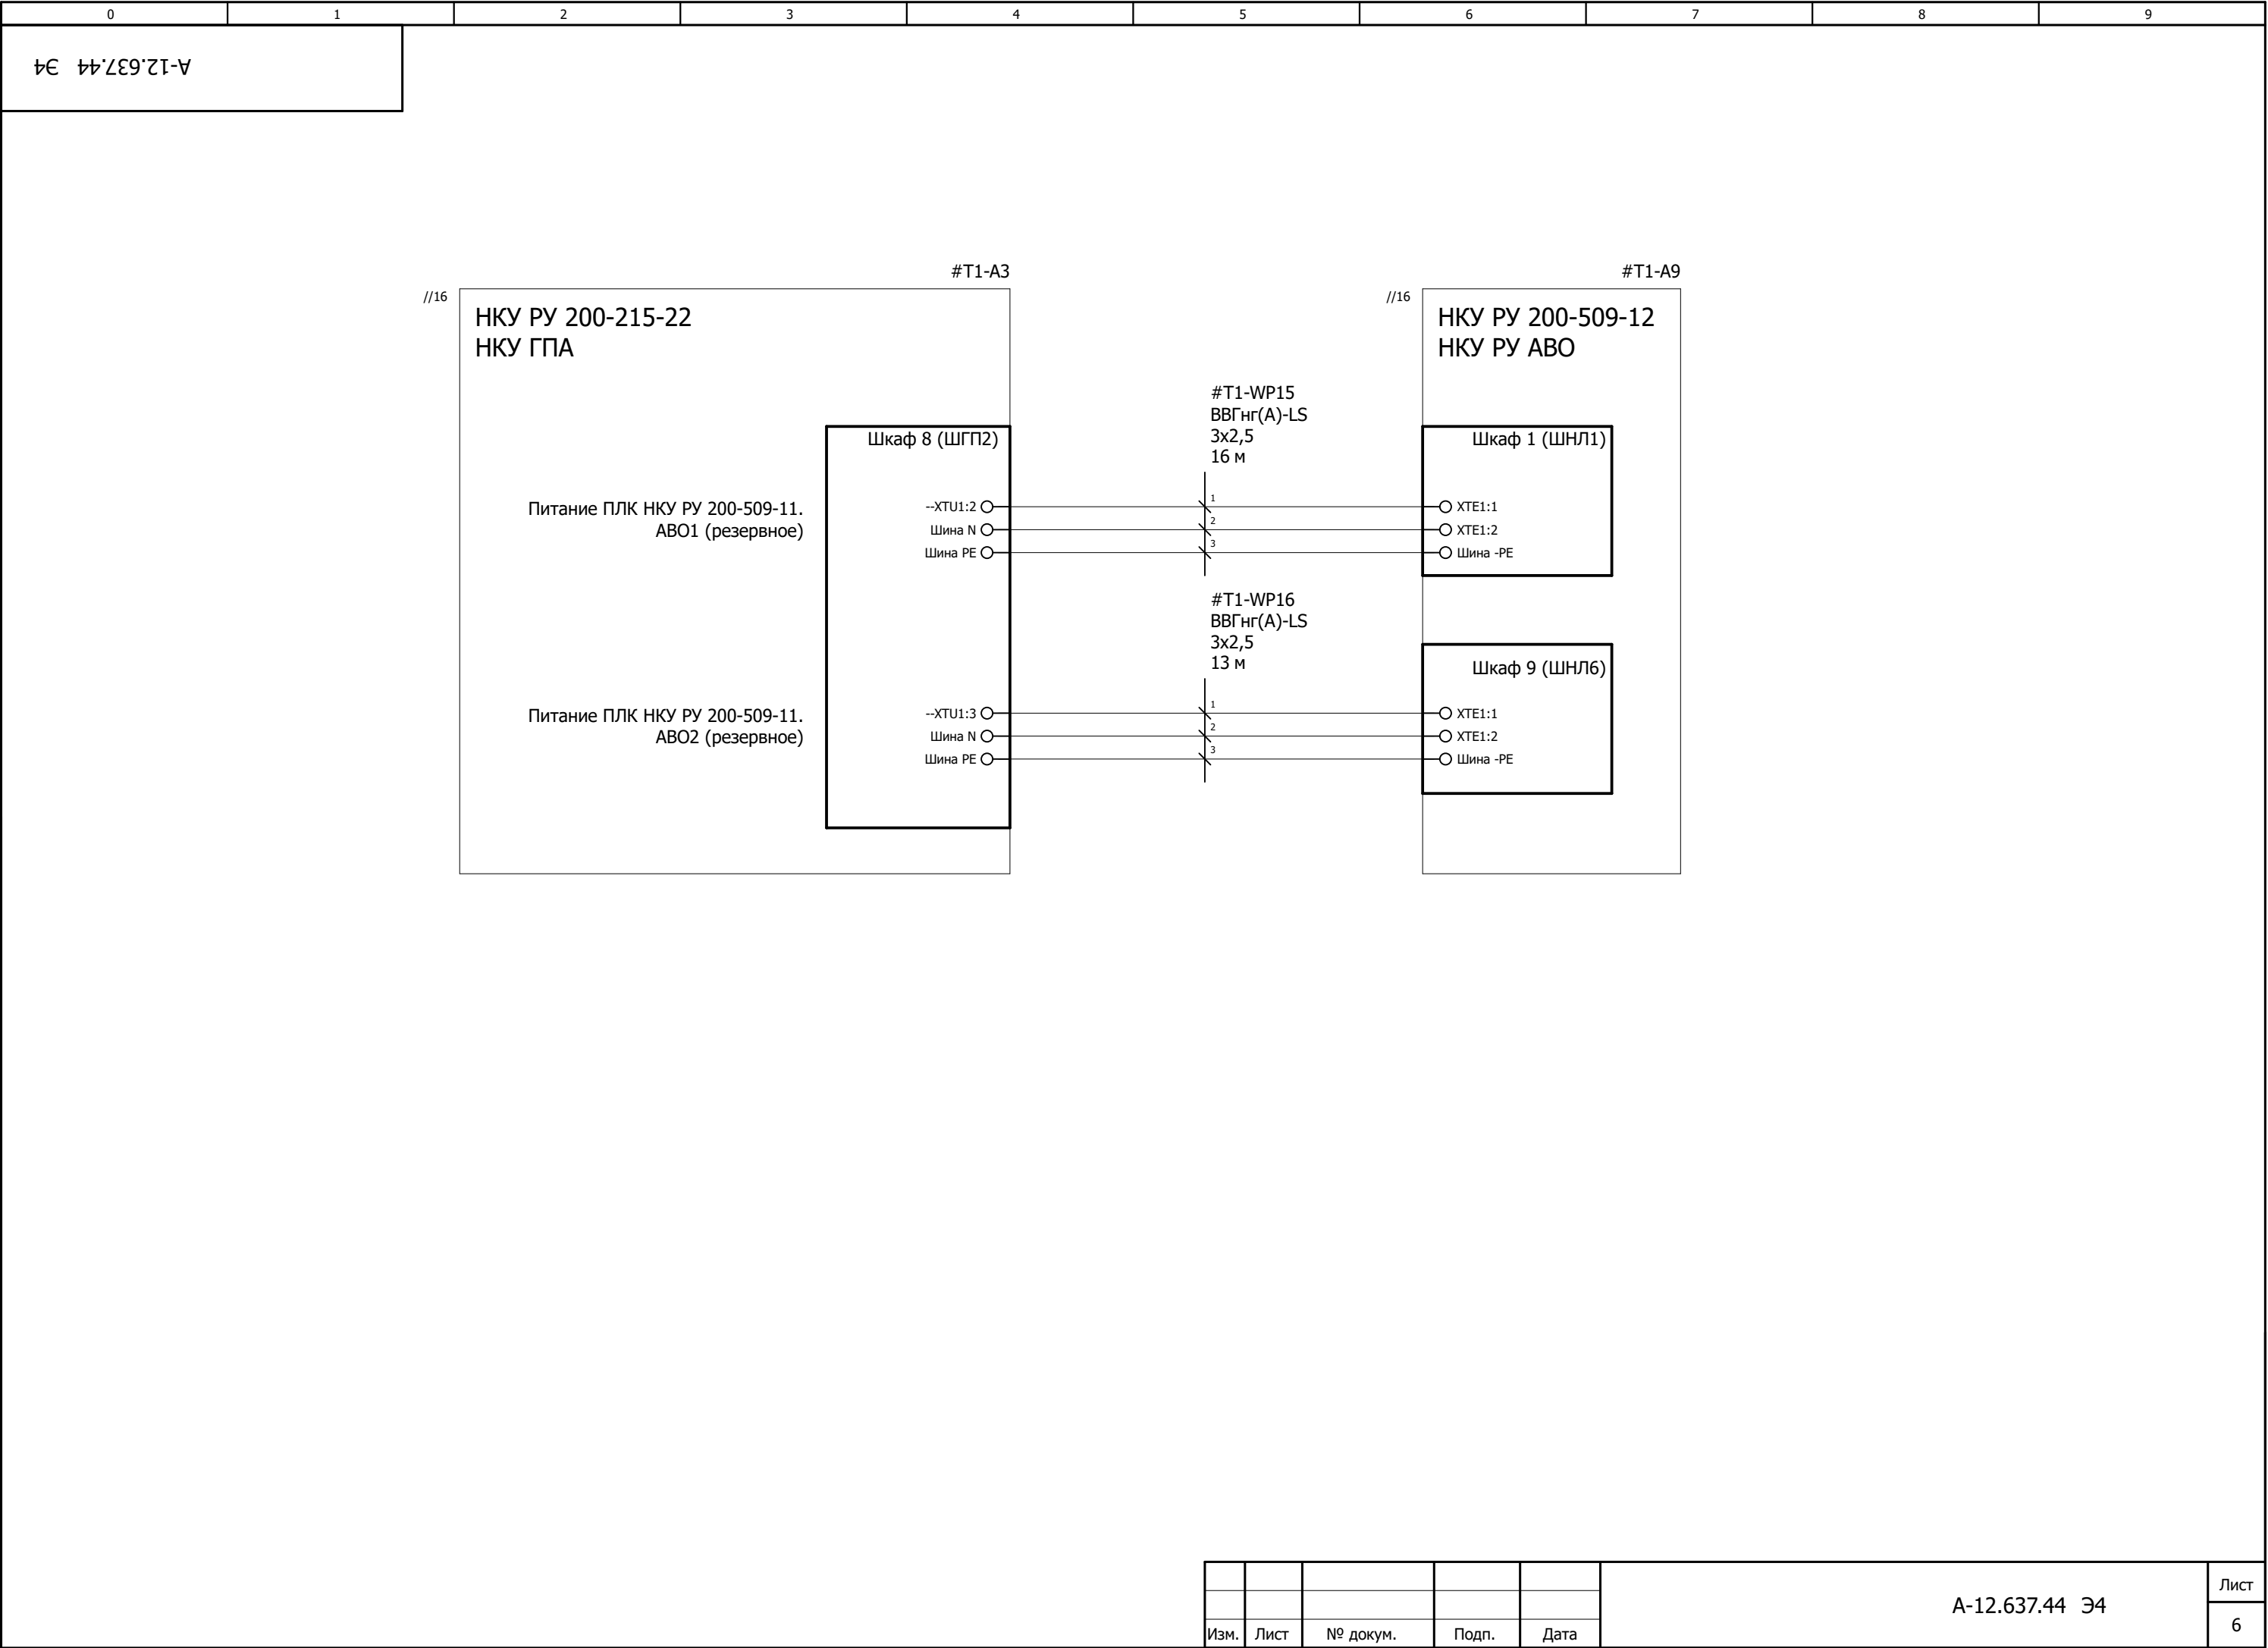 0 1 2 3 4 5 6 7 8 9
А-12.637.44 Э4
#T1-A3
//16
НКУ РУ 200-215-22
НКУ ГПА
Шкаф 8 (ШГП2)
Питание ПЛК НКУ РУ 200-509-11.
АВО1 (резервное)
--XTU1:2
Шина N
Шина PE
Питание ПЛК НКУ РУ 200-509-11.
АВО2 (резервное)
--XTU1:3
Шина N
Шина PE
#T1-WP15
ВВГнг(А)-LS
3х2,5
16 м
1
2
3
#T1-WP16
ВВГнг(А)-LS
3х2,5
13 м
1
2
3
#T1-A9
//16
НКУ РУ 200-509-12
НКУ РУ АВО
Шкаф 1 (ШНЛ1)
XTE1:1
XTE1:2
Шина -PE
Шкаф 9 (ШНЛ6)
XTE1:1
XTE1:2
Шина -PE
Изм. Лист № докум. Подп. Дата
А-12.637.44 Э4
Лист
6